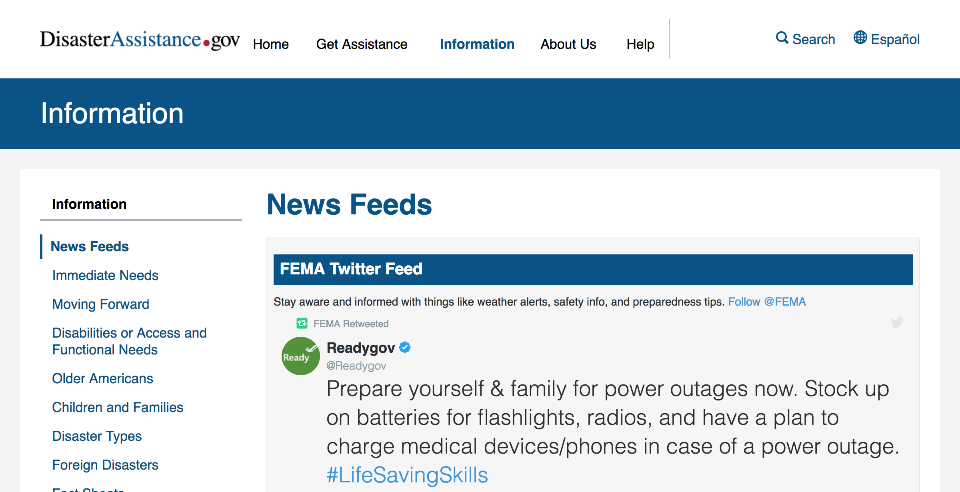 DisasterAssistance.gov
Home Get Assistance Information About Us Help
Search Español
Information
Information
News Feeds
Immediate Needs
Moving Forward
Disabilities or Access and
Functional Needs
Older Americans
Children and Families
Disaster Types
Foreign Disasters
Fact Sheets
News Feeds
FEMA Twitter Feed
Stay aware and informed with things like weather alerts, safety info, and preparedness tips. Follow @FEMA
FEMA Retweeted
Ready
Readygov
@Readygov
Prepare yourself & family for power outages now. Stock up
on batteries for flashlights, radios, and have a plan to
charge medical devices/phones in case of a power outage.
#LifeSavingSkills